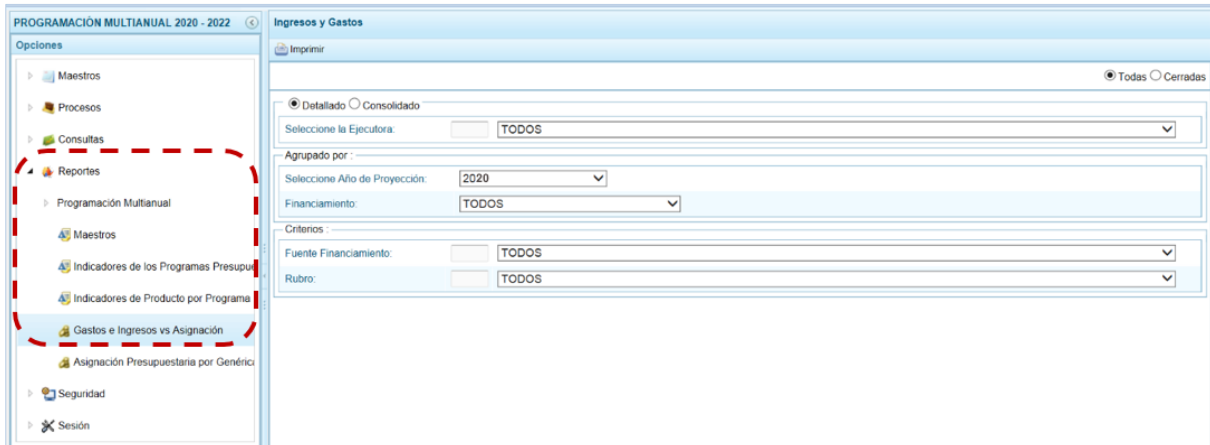 PROGRAMACIÒN MULTIANUAL 2020 - 2022
Opciones
Maestros
Procesos
Consultas
Reportes
Programación Multianual
Maestros
Indicadores de los Programas Presupue
Indicadores de Producto por Programa
Gastos e Ingresos vs Asignación
Asignación Presupuestaria por Genérica
Seguridad
Sesión
Ingresos y Gastos
Imprimir
Todas Cerradas
Detallado Consolidado
Seleccione la Ejecutora: TODOS
Agrupado por :
Seleccione Año de Proyección: 2020
Financiamiento: TODOS
Criterios :
Fuente Financiamiento: TODOS
Rubro: TODOS